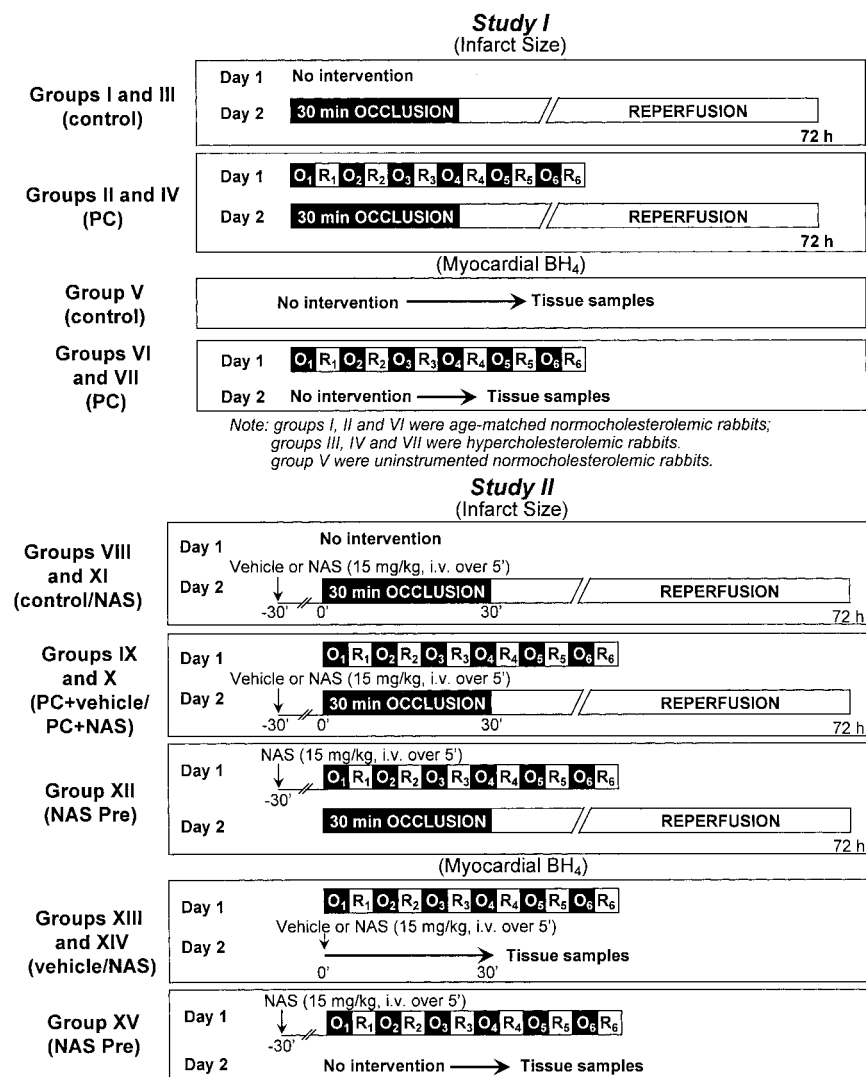 Study I
(Infarct Size)
Groups I and III
(control)
Day 1 No intervention
Day 2 30 min OCCLUSION REPERFUSION
72 h
Groups II and IV
(PC)
Day 1 O1 R1 O2 R2 O3 R3 O4 R4 O5 R5 O6 R6
Day 2 30 min OCCLUSION REPERFUSION
72 h
(Myocardial BH4)
Group V
(control)
No intervention Tissue samples
Groups VI
and VII
(PC)
Day 1 O1 R1 O2 R2 O3 R3 O4 R4 O5 R5 O6 R6
Day 2 No intervention Tissue samples
Note: groups I, II and VI were age-matched normocholesterolemic rabbits;
groups III, IV and VII were hypercholesterolemic rabbits.
group V were uninstrumented normocholesterolemic rabbits.
Study II
(Infarct Size)
Groups VIII
and XI
(control/NAS)
Day 1 No intervention
Vehicle or NAS (15 mg/kg, i.v. over 5')
Day 2 30 min OCCLUSION REPERFUSION
-30' 0' 30' 72 h
Groups IX
and X
(PC+vehicle/
PC+NAS)
Day 1 O1 R1 O2 R2 O3 R3 O4 R4 O5 R5 O6 R6
Vehicle or NAS (15 mg/kg, i.v. over 5')
Day 2 30 min OCCLUSION REPERFUSION
-30' 0' 30' 72 h
Group XII
(NAS Pre)
NAS (15 mg/kg, i.v. over 5')
Day 1 O1 R1 O2 R2 O3 R3 O4 R4 O5 R5 O6 R6
-30'
Day 2 30 min OCCLUSION REPERFUSION
72 h
(Myocardial BH4)
Groups XIII
and XIV
(vehicle/NAS)
Day 1 O1 R1 O2 R2 O3 R3 O4 R4 O5 R5 O6 R6
Vehicle or NAS (15 mg/kg, i.v. over 5')
Day 2 Tissue samples
0' 30'
Group XV
(NAS Pre)
NAS (15 mg/kg, i.v. over 5')
Day 1 O1 R1 O2 R2 O3 R3 O4 R4 O5 R5 O6 R6
-30'
Day 2 No intervention Tissue samples